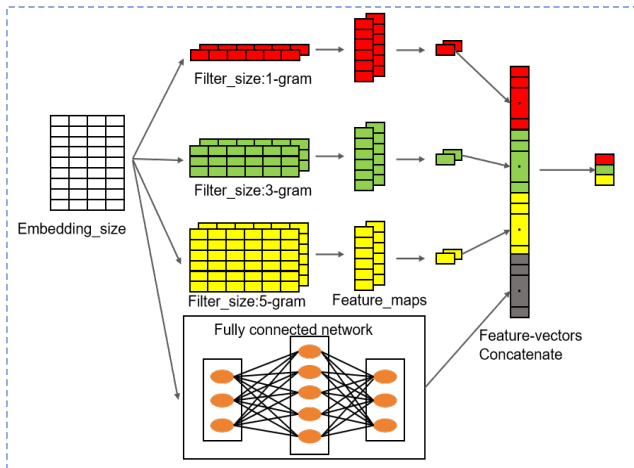 Filter_size:1-gram
Filter_size:3-gram
Embedding_size
Filter_size:5-gram
Feature_maps
Fully connected network
Feature-vectors
Concatenate